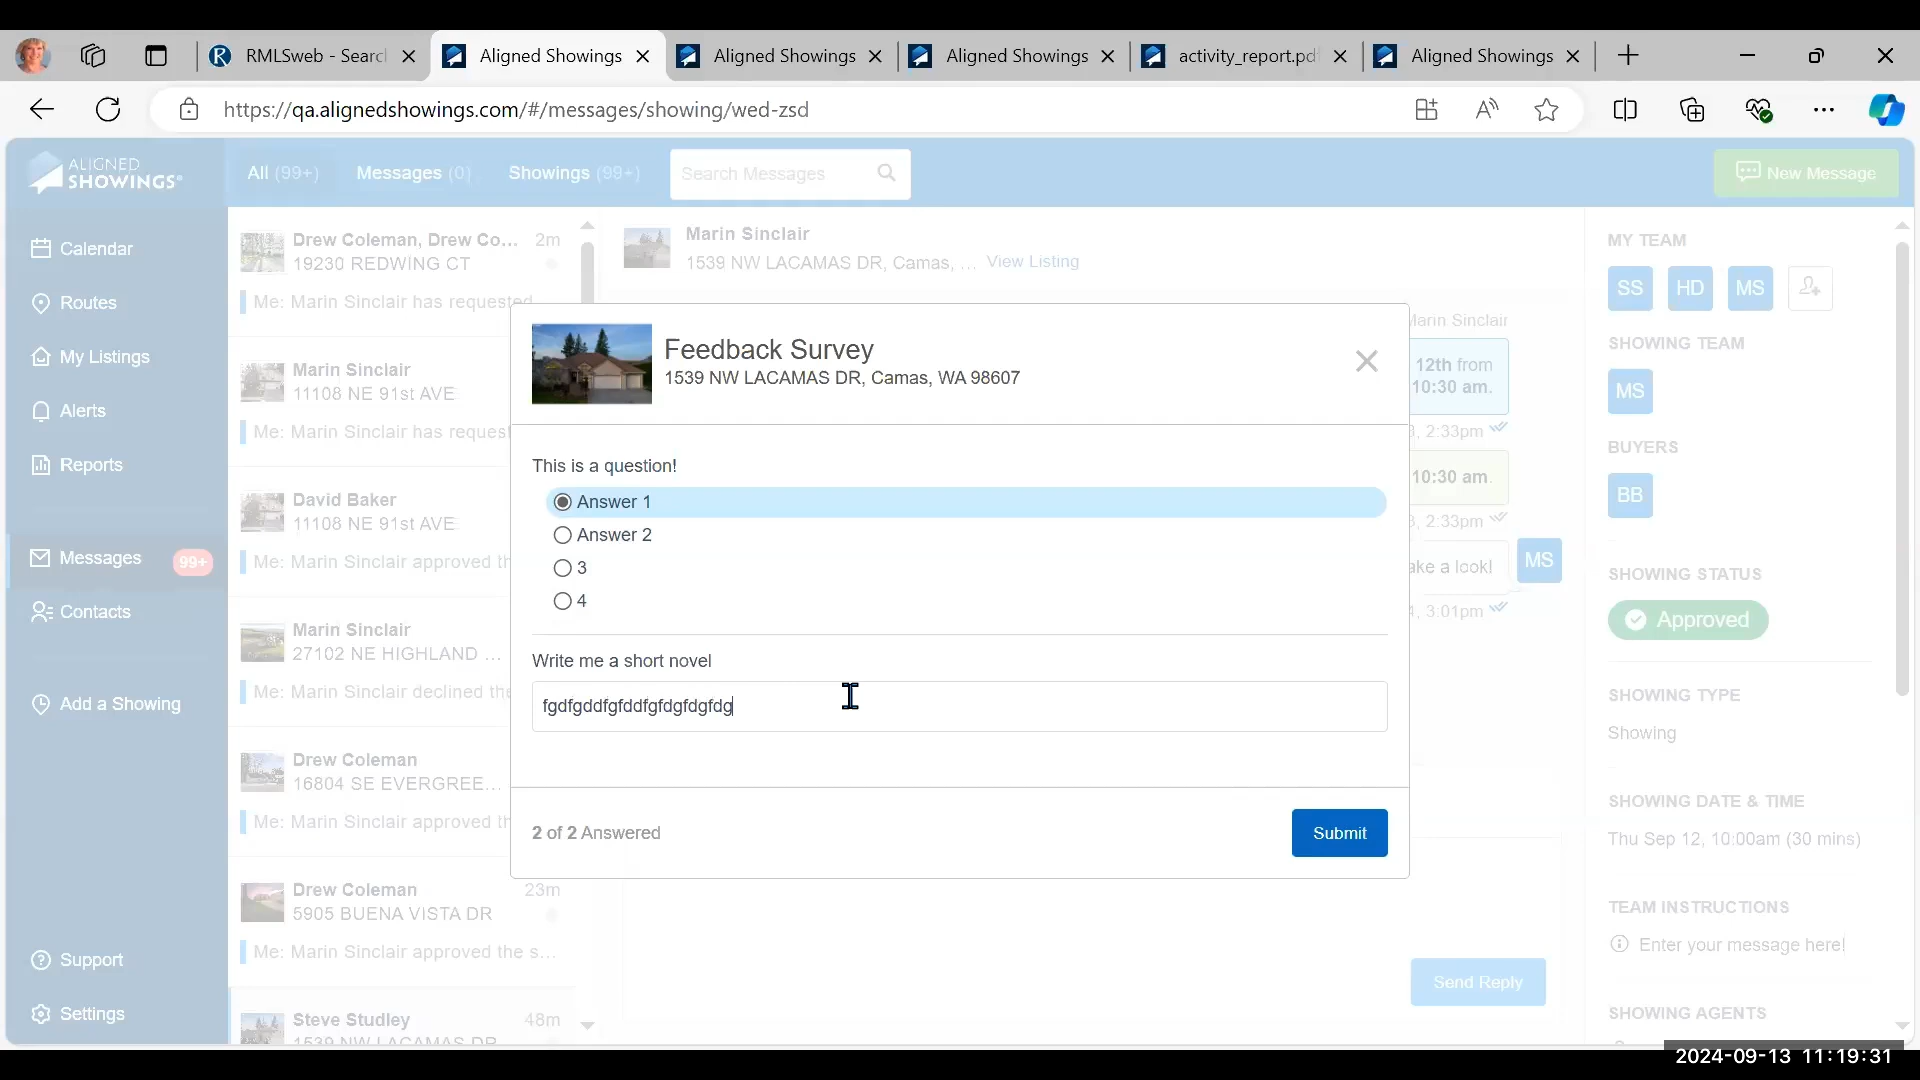 RMLSweb - Searc
Aligned Showings
Aligned Showings
Aligned Showings
activity_report.pd
Aligned Showings
https://qa.alignedshowings.com/#/messages/showing/wed-zsd
ALIGNED
SHOWINGS
All (99+)
Messages (0)
Showings (99+)
Search Messages
New Message
Calendar
Routes
My Listings
Alerts
Reports
Messages
99+
Contacts
Add a Showing
Support
Settings
Drew Coleman, Drew Co... 2m
19230 REDWING CT
Me: Marin Sinclair has requested
Marin Sinclair
11108 NE 91st AVE
Me: Marin Sinclair has request
David Baker
11108 NE 91st AVE
Me: Marin Sinclair approved th
Marin Sinclair
27102 NE HIGHLAND ...
Me: Marin Sinclair declined the
Drew Coleman
16804 SE EVERGREE...
Me: Marin Sinclair approved th
Drew Coleman 23m
5905 BUENA VISTA DR
Me: Marin Sinclair approved the s...
Steve Studley 48m
1539 NW LACAMAS DR
Marin Sinclair
1539 NW LACAMAS DR, Camas, ... View Listing
Marin Sinclair
12th from
10:30 am.
3, 2:33pm
10:30 am.
3, 2:33pm
ake a look!
MS
4, 3:01pm
Feedback Survey
1539 NW LACAMAS DR, Camas, WA 98607
This is a question!
Answer 1
Answer 2
3
4
Write me a short novel
fgdfgddfgfddfgfdgfdgfdg
2 of 2 Answered
Submit
Send Reply
MY TEAM
SS HD MS
SHOWING TEAM
MS
BUYERS
BB
SHOWING STATUS
Approved
SHOWING TYPE
Showing
SHOWING DATE & TIME
Thu Sep 12, 10:00am (30 mins)
TEAM INSTRUCTIONS
Enter your message here!
SHOWING AGENTS
2024-09-13 11:19:31